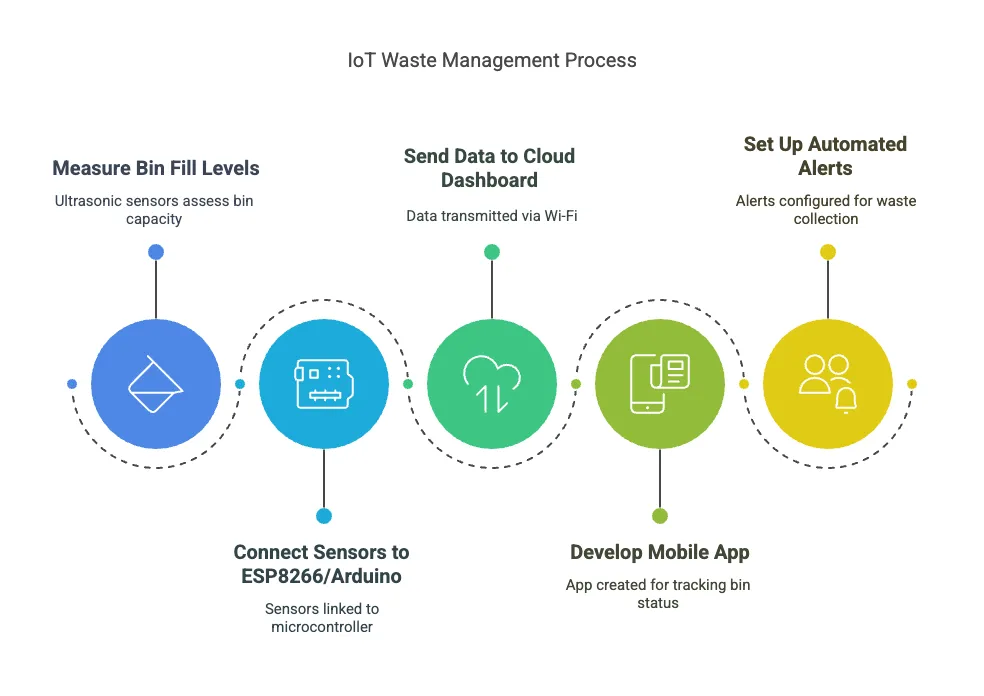 IoT Waste Management Process
Measure Bin Fill Levels
Ultrasonic sensors assess bin
capacity
Connect Sensors to
ESP8266/Arduino
Sensors linked to
microcontroller
Send Data to Cloud
Dashboard
Data transmitted via Wi-Fi
Develop Mobile App
App created for tracking bin
status
Set Up Automated
Alerts
Alerts configured for waste
collection